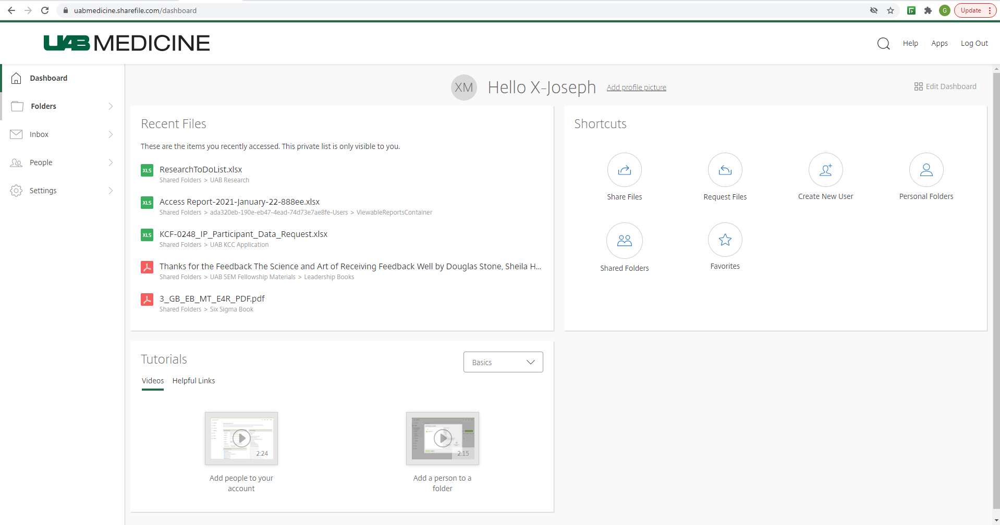 uabmedicine.sharefile.com/dashboard
G
Update
UAB MEDICINE
Help
Apps
Log Out
Dashboard
Folders
Inbox
People
Settings
XM
Hello X-Joseph
Add profile picture
Edit Dashboard
Recent Files
These are the items you recently accessed. This private list is only visible to you.
XLS
ResearchToDoList.xlsx
Shared Folders > UAB Research
XLS
Access Report-2021-January-22-888ee.xlsx
Shared Folders > ada320eb-190e-eb47-4ead-74d73e7ae8fe-Users > ViewableReportsContainer
XLS
KCF-0248_IP_Participant_Data_Request.xlsx
Shared Folders > UAB KCC Application
Thanks for the Feedback The Science and Art of Receiving Feedback Well by Douglas Stone, Sheila H...
Shared Folders > UAB SEM Fellowship Materials > Leadership Books
3_GB_EB_MT_E4R_PDF.pdf
Shared Folders > Six Sigma Book
Shortcuts
Share Files
Request Files
Create New User
Personal Folders
Shared Folders
Favorites
Tutorials
Basics
Videos
Helpful Links
2:24
Add people to your
account
2:15
Add a person to a
folder